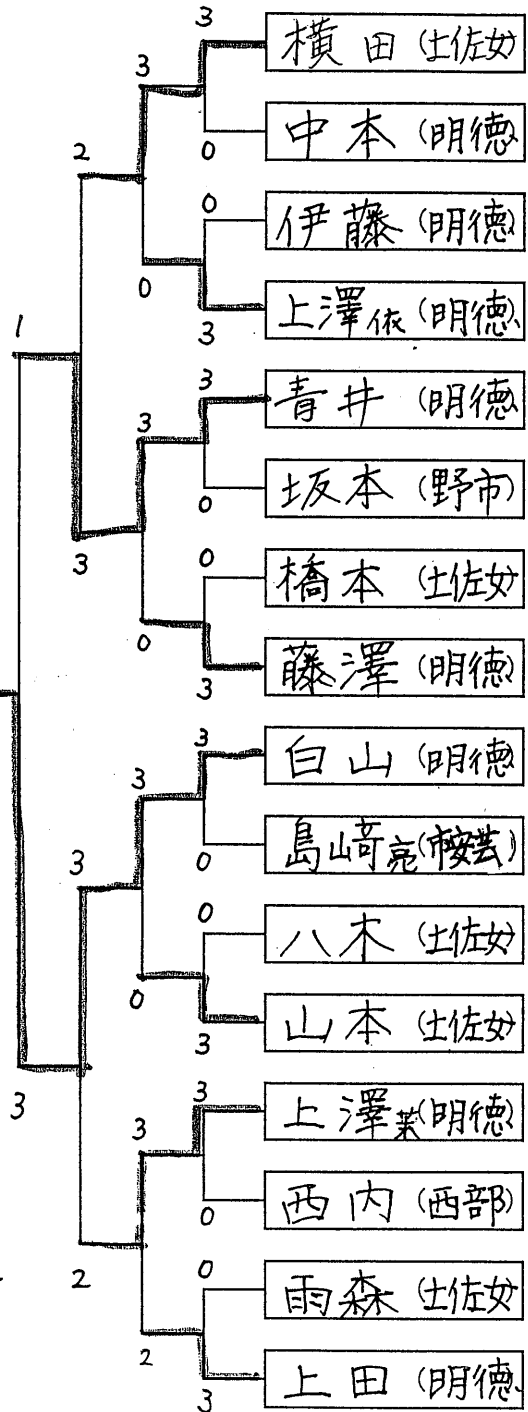 3
横田 (土佐女)
3
2
0
中本 (明徳)
0
伊藤 (明徳)
0
1
3
上澤依 (明徳)
3
青井 (明徳)
3
3
0
坂本 (野市)
0
橋本 (土佐女)
0
3
藤澤 (明徳)
3
白山 (明徳)
3
3
0
島崎亮 (市安芸)
0
八木 (土佐女)
0
3
山本 (土佐女)
3
3
上澤茉 (明徳)
3
0
西内 (西部)
2
0
雨森 (土佐女)
2
3
上田 (明徳)